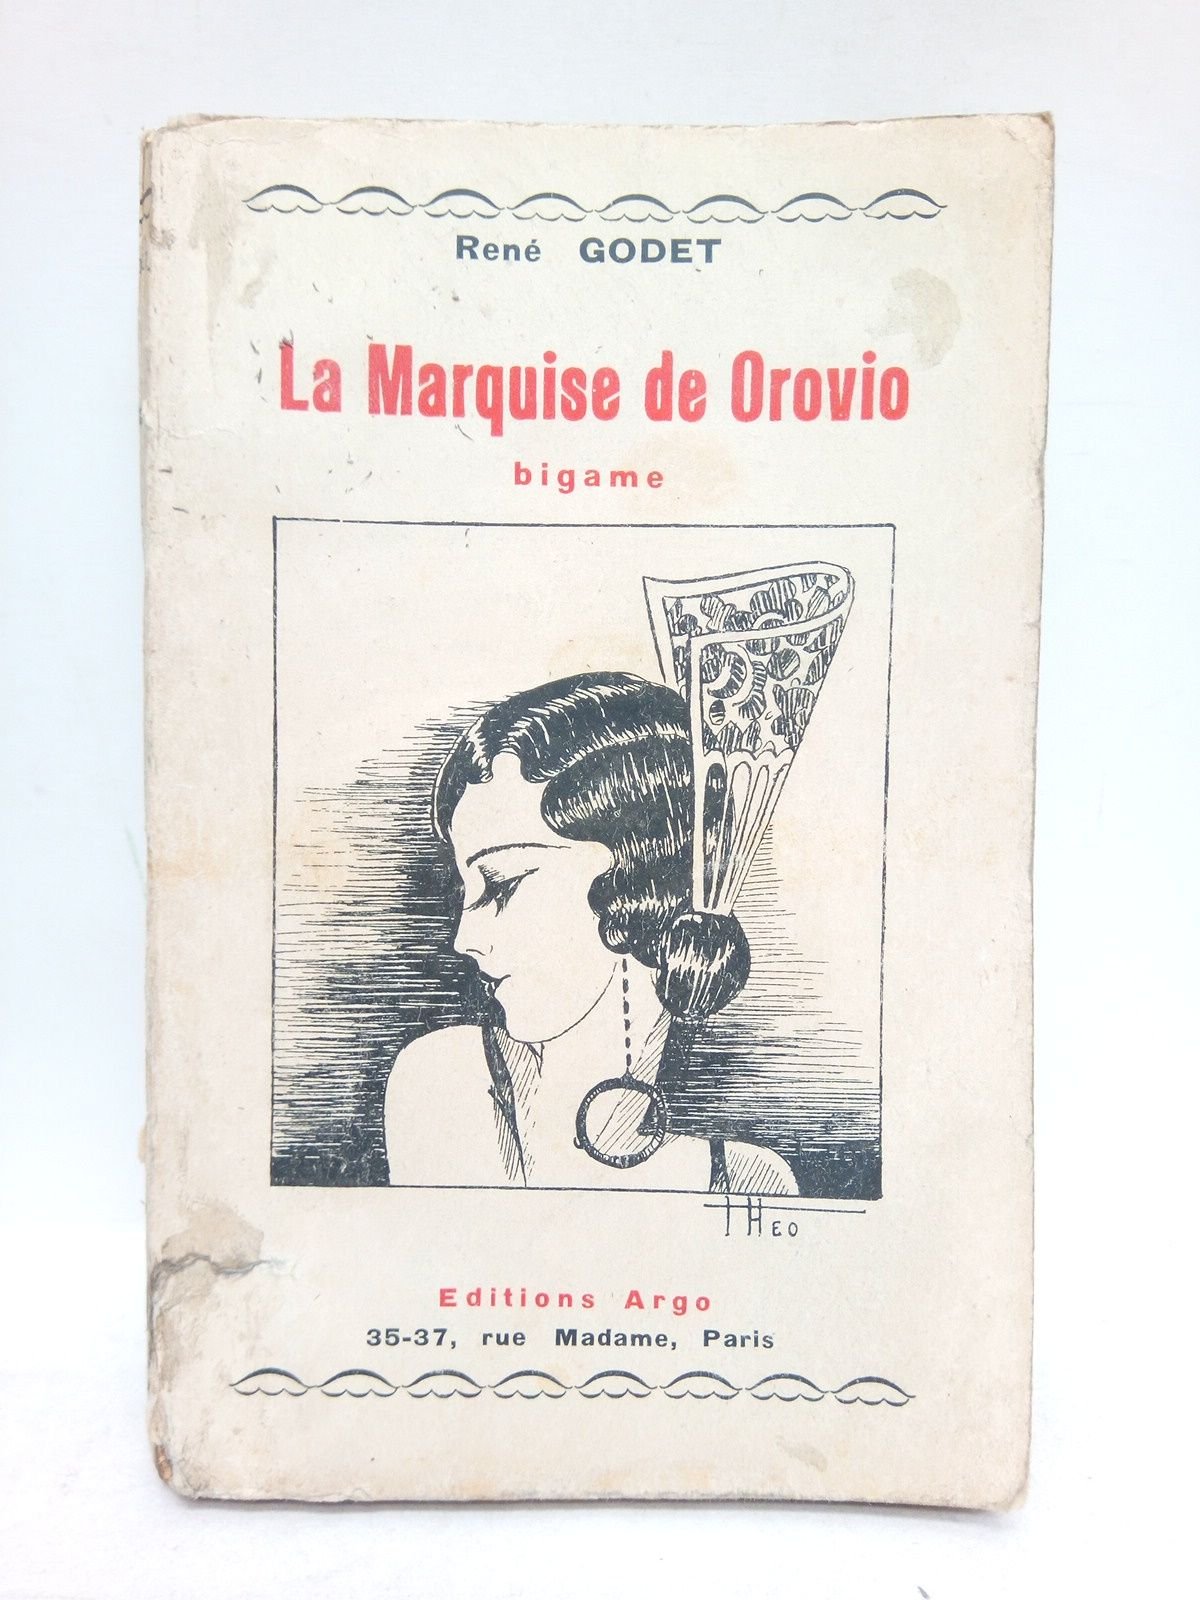 René GODET
La Marquise de Orovio
bigame
THEO
Editions Argo
35-37, rue Madame, Paris